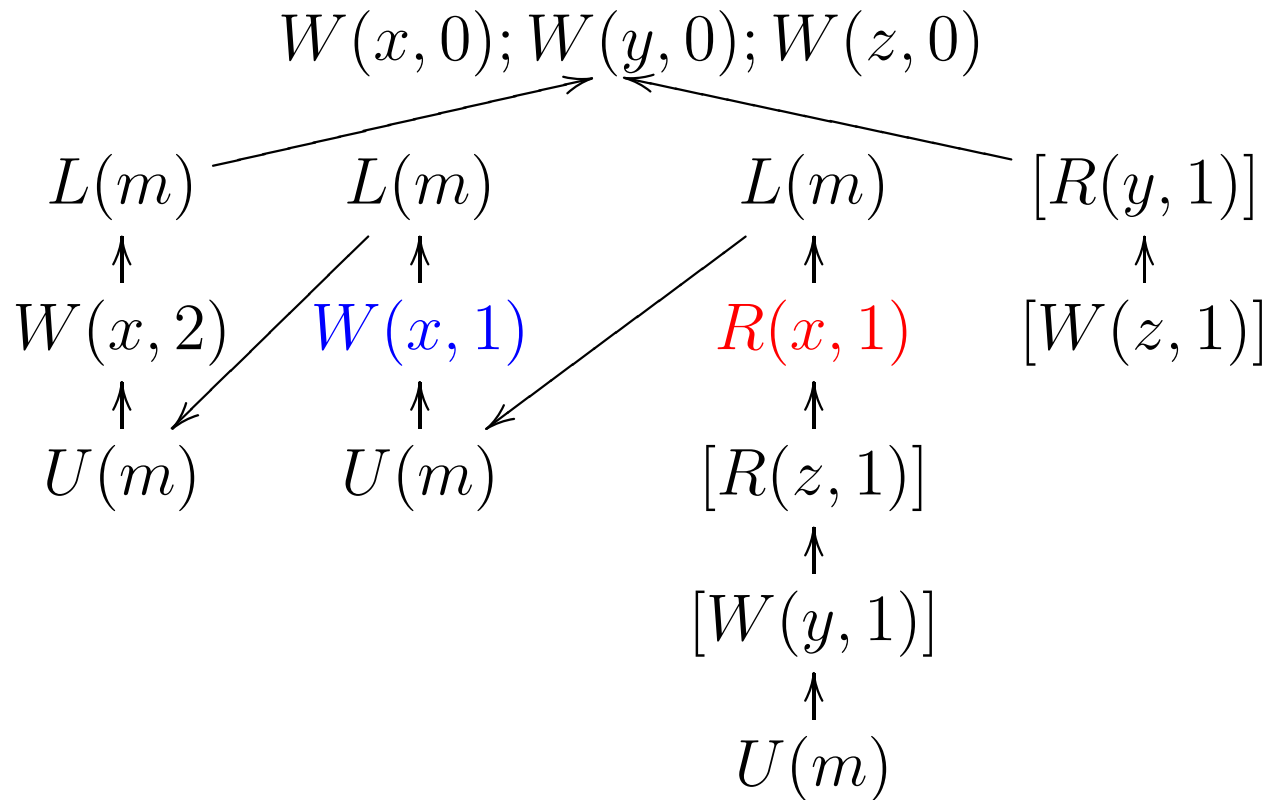 W(x, 0); W(y, 0); W(z, 0)
L(m) L(m) L(m) [R(y, 1)]
W(x, 2) W(x, 1) R(x, 1) [W(z, 1)]
U(m) U(m) [R(z, 1)]
[W(y, 1)]
U(m)